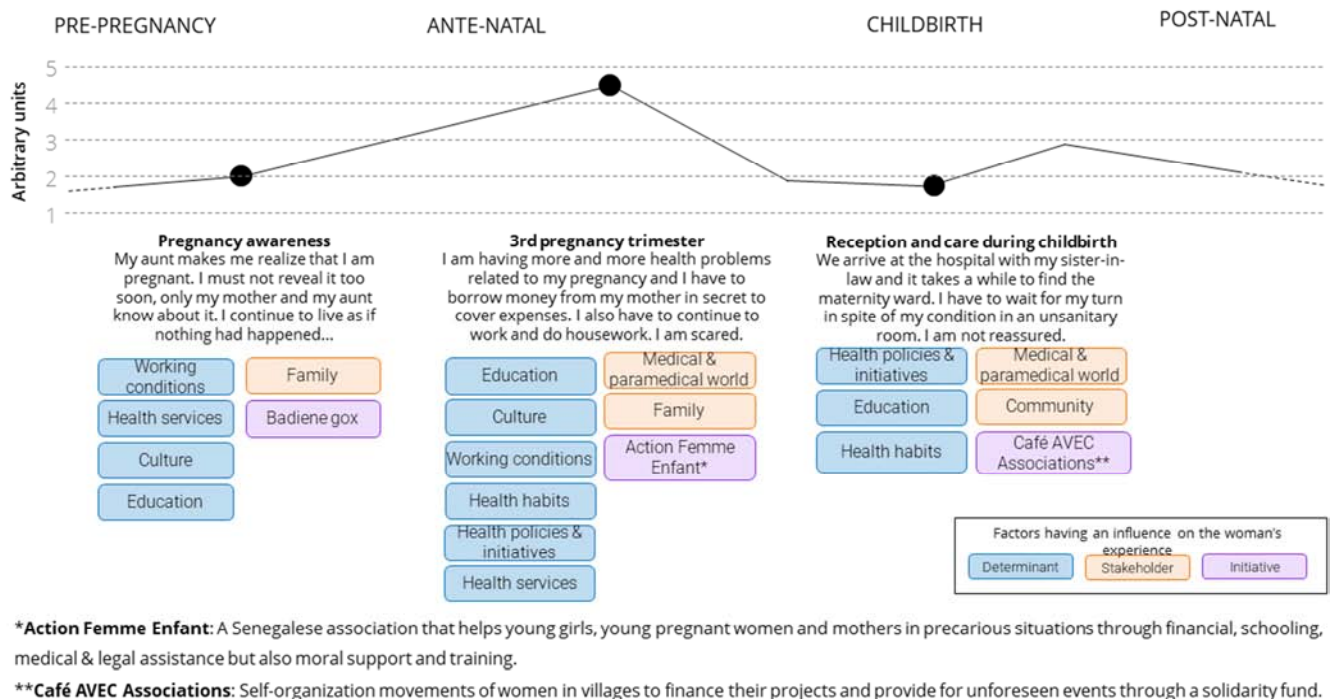 PRE-PREGNANCY
ANTE-NATAL
CHILDBIRTH
POST-NATAL
Arbitrary units
5
4
3
2
1
Pregnancy awareness
My aunt makes me realize that I am
pregnant. I must not reveal it too
soon, only my mother and my aunt
know about it. I continue to live as if
nothing had happened...
Working
conditions
Family
Health services
Badiene gox
Culture
Education
3rd pregnancy trimester
I am having more and more health problems
related to my pregnancy and I have to
borrow money from my mother in secret to
cover expenses. I also have to continue to
work and do housework. I am scared.
Education
Medical &
paramedical world
Culture
Family
Working conditions
Action Femme
Enfant*
Health habits
Health policies &
initiatives
Health services
Reception and care during childbirth
We arrive at the hospital with my sister-in-
law and it takes a while to find the
maternity ward. I have to wait for my turn
in spite of my condition in an unsanitary
room. I am not reassured.
Health policies &
initiatives
Medical &
paramedical world
Education
Community
Health habits
Café AVEC
Associations**
Factors having an influence on the woman's
experience
Determinant
Stakeholder
Initiative
*Action Femme Enfant: A Senegalese association that helps young girls, young pregnant women and mothers in precarious situations through financial, schooling,
medical & legal assistance but also moral support and training.
**Café AVEC Associations: Self-organization movements of women in villages to finance their projects and provide for unforeseen events through a solidarity fund.